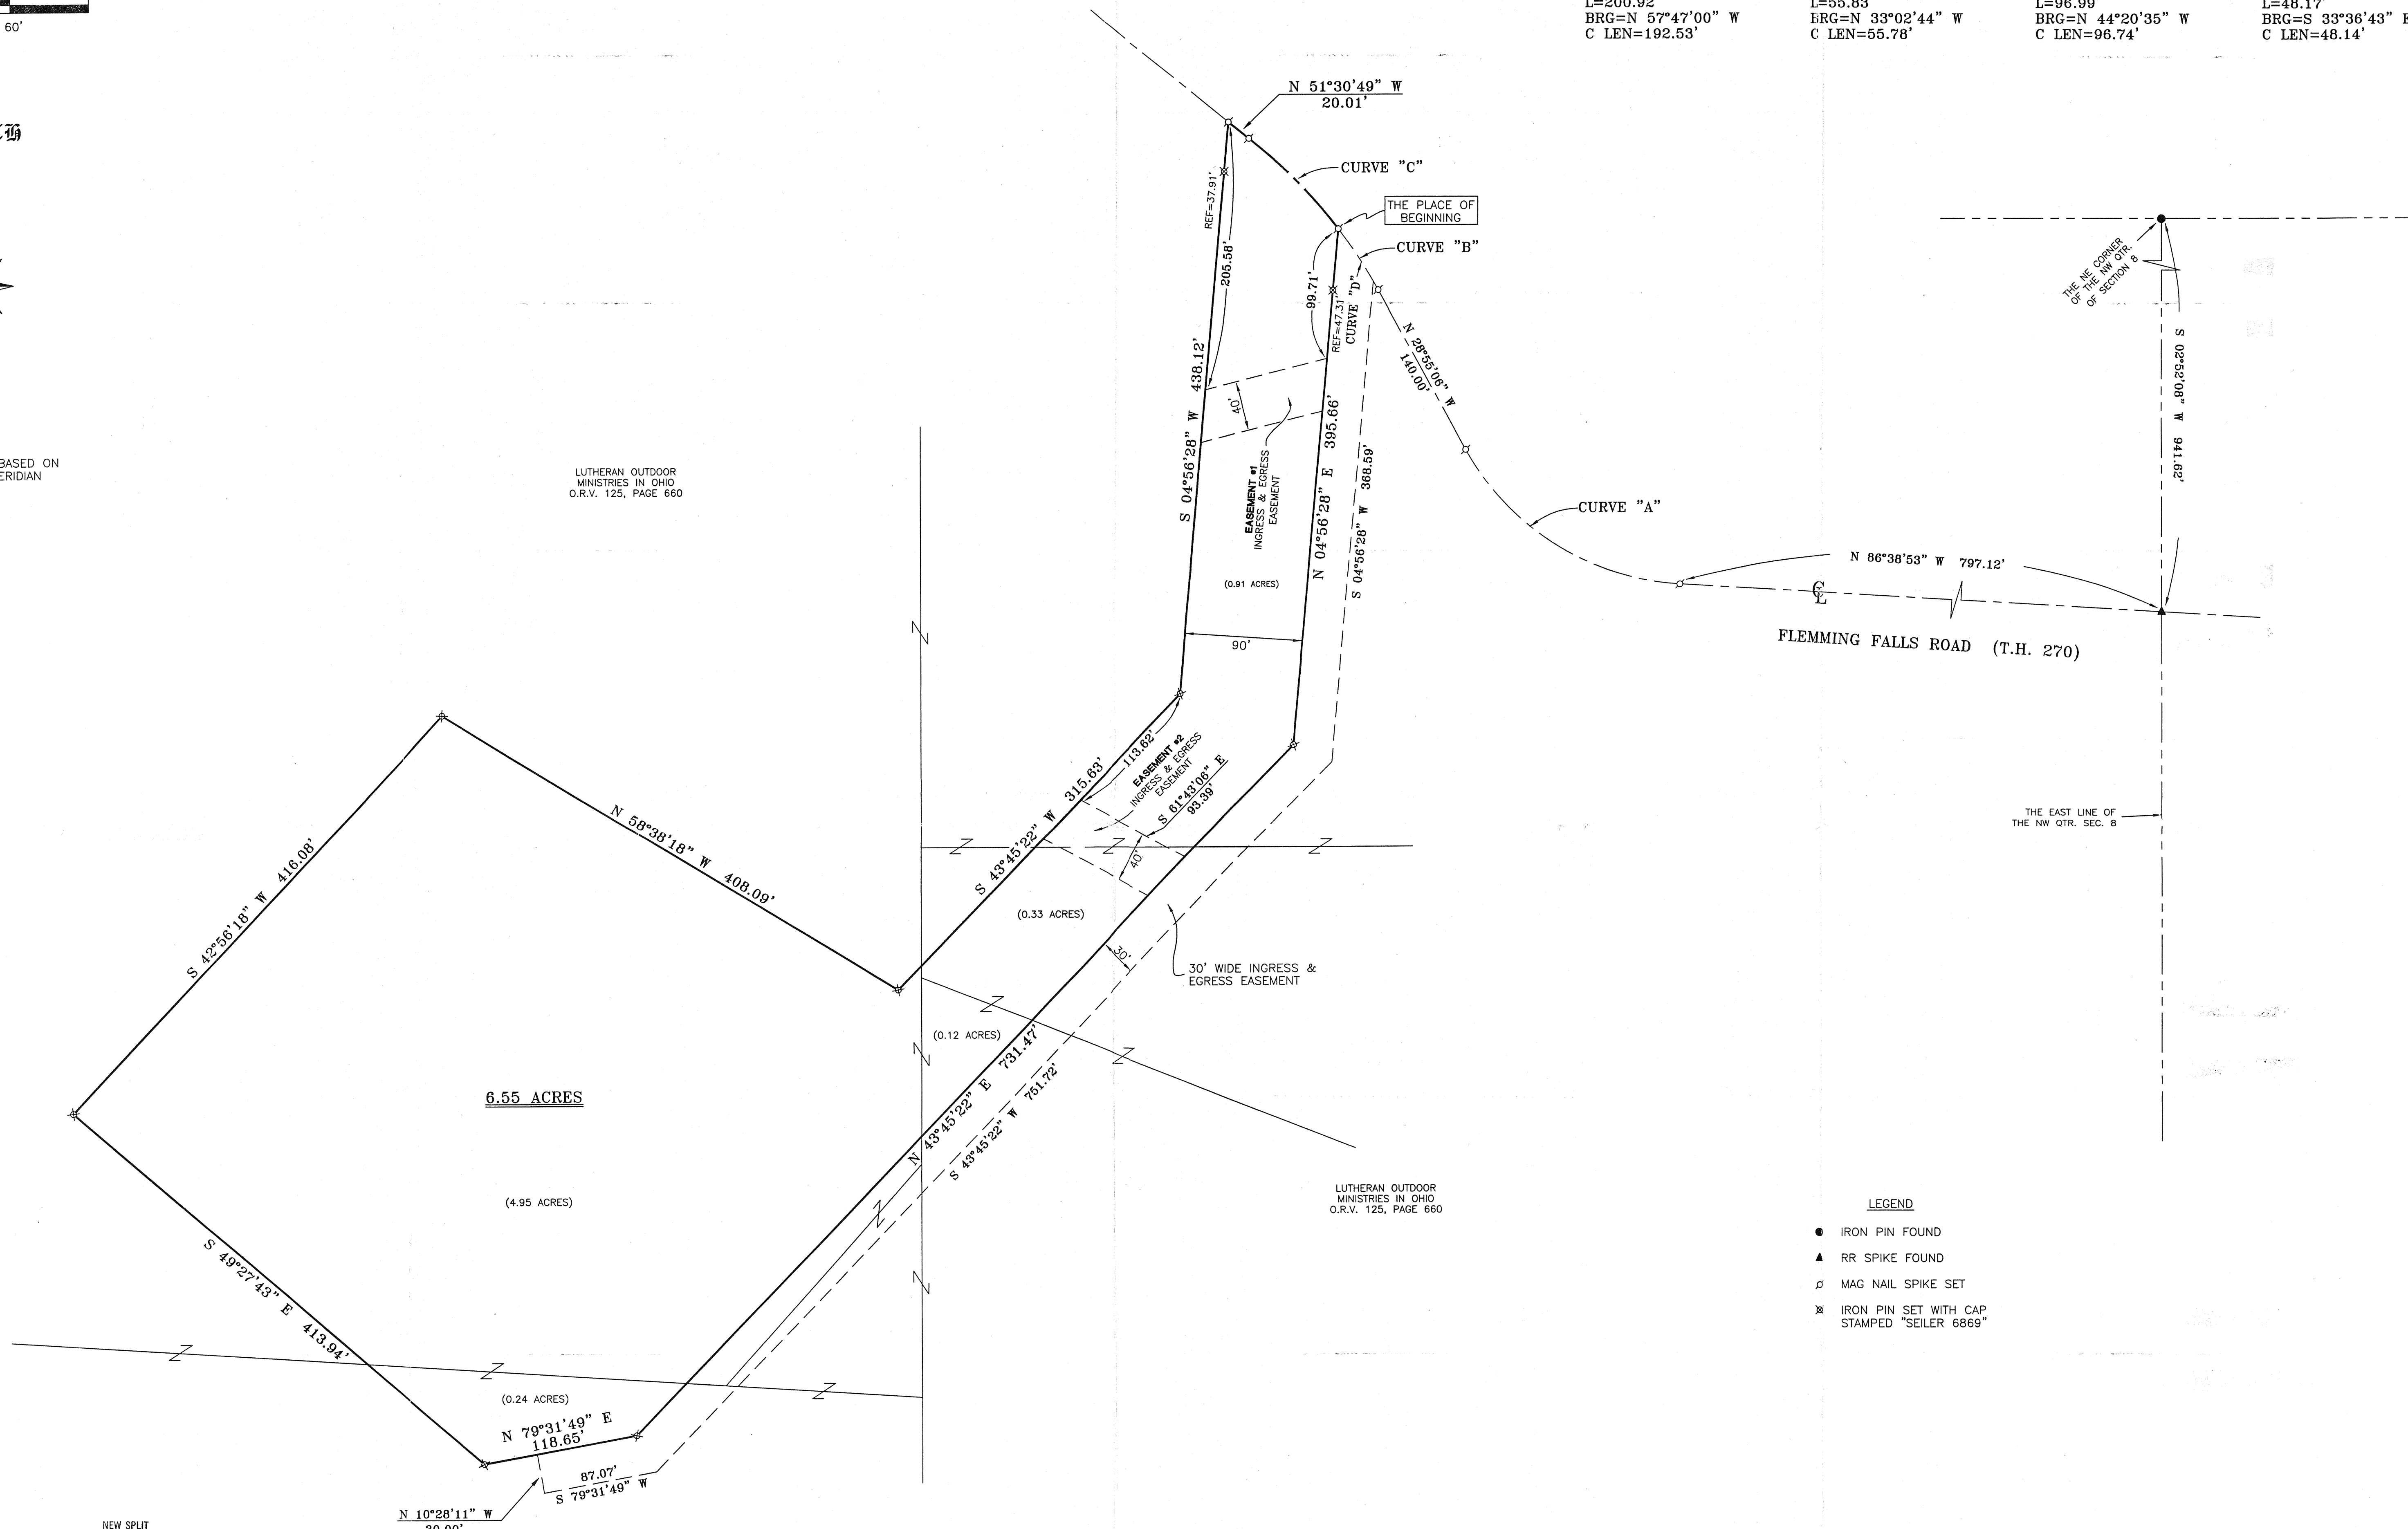 60'
L=200.92
BRG=N 57°47'00" W
C LEN=192.53'
L=55.83
BRG=N 33°02'44" W
C LEN=55.78'
L=96.99
BRG=N 44°20'35" W
C LEN=96.74'
L=48.17'
BRG=S 33°36'43" E
C LEN=48.14'
N 51°30'49" W
20.01'
CURVE "C"
THE PLACE OF
BEGINNING
CURVE "B"
REF=37.91'
205.58'
99.71'
REF=47.31'
CURVE "D"
THE NE CORNER
OF THE NW QTR.
OF SECTION 8
S 02°52'08" W 941.62'
N 28°55'06" W
140.00'
S 04°56'28" W 438.12'
40'
EASEMENT #1
INGRESS & EGRESS
EASEMENT
N 04°56'28" E 395.66'
S 04°56'28" W 368.59'
BASED ON
ERIDIAN
LUTHERAN OUTDOOR
MINISTRIES IN OHIO
O.R.V. 125, PAGE 660
CURVE "A"
N 86°38'53" W 797.12'
(0.91 ACRES)
90'
FLEMMING FALLS ROAD (T.H. 270)
113.62'
EASEMENT #2
INGRESS & EGRESS
EASEMENT
S 61°43'06" E
93.39'
S 43°45'22" W 315.63'
40'
THE EAST LINE OF
THE NW QTR. SEC. 8
N 58°38'18" W 408.09'
S 42°56'18" W 416.08'
(0.33 ACRES)
30'
30' WIDE INGRESS &
EGRESS EASEMENT
(0.12 ACRES)
N 43°45'22" E 731.47'
S 43°45'22" W 751.72'
6.55 ACRES
(4.95 ACRES)
LUTHERAN OUTDOOR
MINISTRIES IN OHIO
O.R.V. 125, PAGE 660
LEGEND
IRON PIN FOUND
RR SPIKE FOUND
MAG NAIL SPIKE SET
IRON PIN SET WITH CAP
STAMPED "SEILER 6869"
S 49°27'43" E 413.94'
(0.24 ACRES)
N 79°31'49" E
118.65'
87.07'
S 79°31'49" W
N 10°28'11" W
30.00'
NEW SPLIT